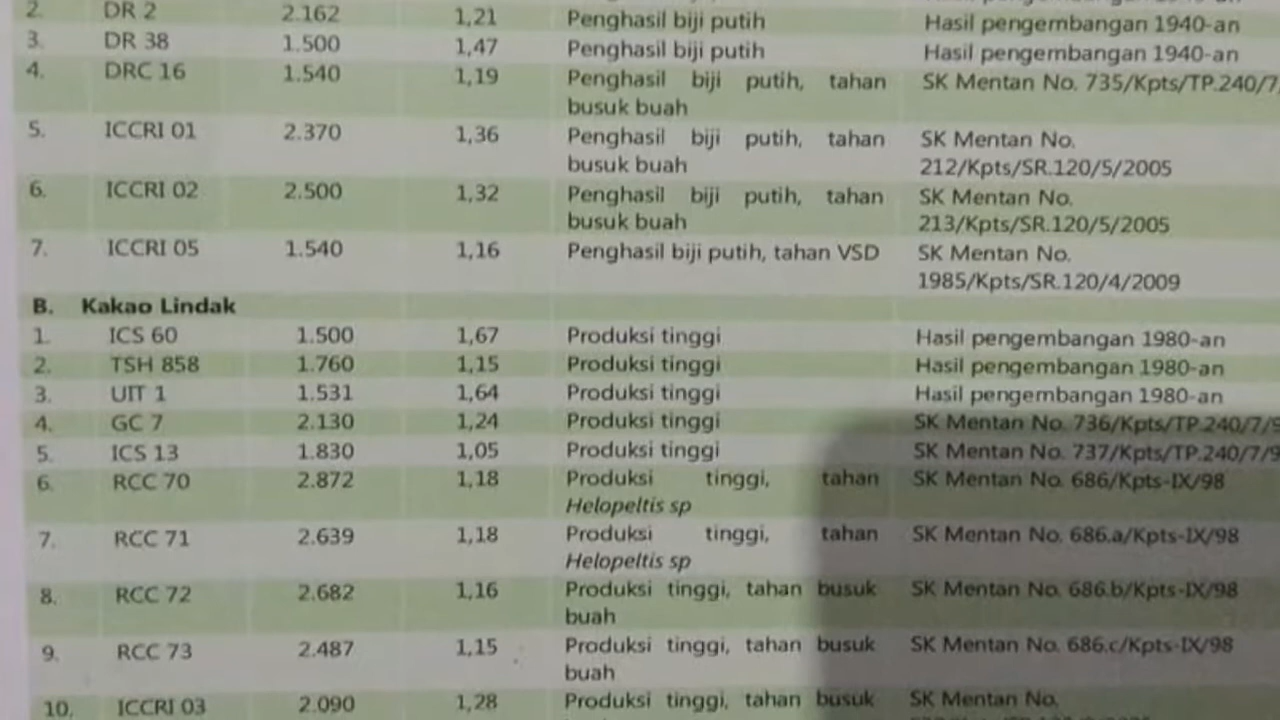 2. DR 2 2.162 1,21 Penghasil biji putih Hasil pengembangan 1940-an
3. DR 38 1.500 1,47 Penghasil biji putih Hasil pengembangan 1940-an
4. DRC 16 1.540 1,19 Penghasil biji putih, tahan SK Mentan No. 735/Kpts/TP.240/7/
busuk buah
5. ICCRI 01 2.370 1,36 Penghasil biji putih, tahan SK Mentan No.
busuk buah 212/Kpts/SR.120/5/2005
6. ICCRI 02 2.500 1,32 Penghasil biji putih, tahan SK Mentan No.
busuk buah 213/Kpts/SR.120/5/2005
7. ICCRI 05 1.540 1,16 Penghasil biji putih, tahan VSD SK Mentan No.
1985/Kpts/SR.120/4/2009
B. Kakao Lindak
1. ICS 60 1.500 1,67 Produksi tinggi Hasil pengembangan 1980-an
2. TSH 858 1.760 1,15 Produksi tinggi Hasil pengembangan 1980-an
3. UIT 1 1.531 1,64 Produksi tinggi Hasil pengembangan 1980-an
4. GC 7 2.130 1,24 Produksi tinggi SK Mentan No. 736/Kpts/TP.240/7/9
5. ICS 13 1.830 1,05 Produksi tinggi SK Mentan No. 737/Kpts/TP.240/7/9
6. RCC 70 2.872 1,18 Produksi tinggi, tahan SK Mentan No. 686/Kpts-IX/98
Helopeltis sp
7. RCC 71 2.639 1,18 Produksi tinggi, tahan SK Mentan No. 686.a/Kpts-IX/98
Helopeltis sp
8. RCC 72 2.682 1,16 Produksi tinggi, tahan busuk SK Mentan No. 686.b/Kpts-IX/98
buah
9. RCC 73 2.487 1,15 Produksi tinggi, tahan busuk SK Mentan No. 686.c/Kpts-IX/98
buah
10. ICCRI 03 2.090 1,28 Produksi tinggi, tahan busuk SK Mentan No.